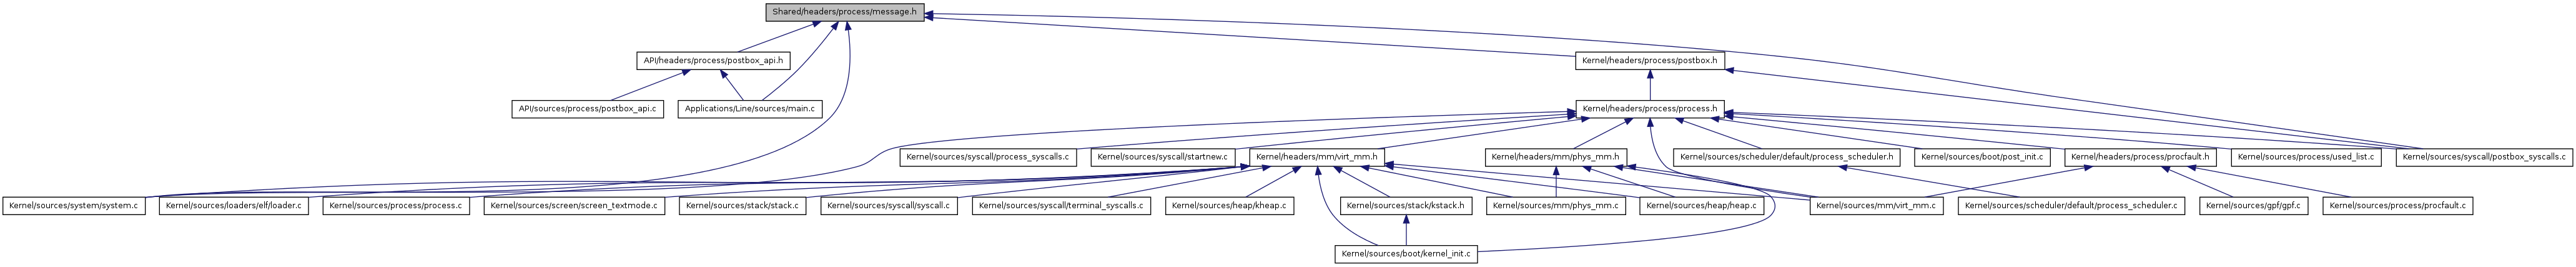 Shared/headers/process/message.h
API/headers/process/postbox_api.h
Kernel/headers/process/postbox.h
API/sources/process/postbox_api.c
Applications/Line/sources/main.c
Kernel/headers/process/process.h
Kernel/sources/syscall/process_syscalls.c
Kernel/sources/syscall/startnew.c
Kernel/headers/mm/virt_mm.h
Kernel/headers/mm/phys_mm.h
Kernel/sources/scheduler/default/process_scheduler.h
Kernel/sources/boot/post_init.c
Kernel/headers/process/procfault.h
Kernel/sources/process/used_list.c
Kernel/sources/syscall/postbox_syscalls.c
Kernel/sources/system/system.c
Kernel/sources/loaders/elf/loader.c
Kernel/sources/process/process.c
Kernel/sources/screen/screen_textmode.c
Kernel/sources/stack/stack.c
Kernel/sources/syscall/syscall.c
Kernel/sources/syscall/terminal_syscalls.c
Kernel/sources/heap/kheap.c
Kernel/sources/stack/kstack.h
Kernel/sources/mm/phys_mm.c
Kernel/sources/heap/heap.c
Kernel/sources/mm/virt_mm.c
Kernel/sources/scheduler/default/process_scheduler.c
Kernel/sources/gpf/gpf.c
Kernel/sources/process/procfault.c
Kernel/sources/boot/kernel_init.c